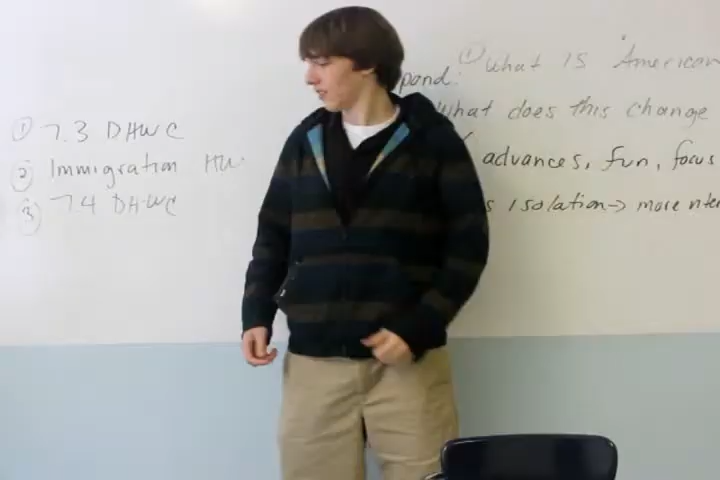 ① 7.3 DHWC
② Immigration HW
③ 7.4 DHWC
pond: ① What is "American
What does this change
advances, fun, focus
s isolation→ more inter